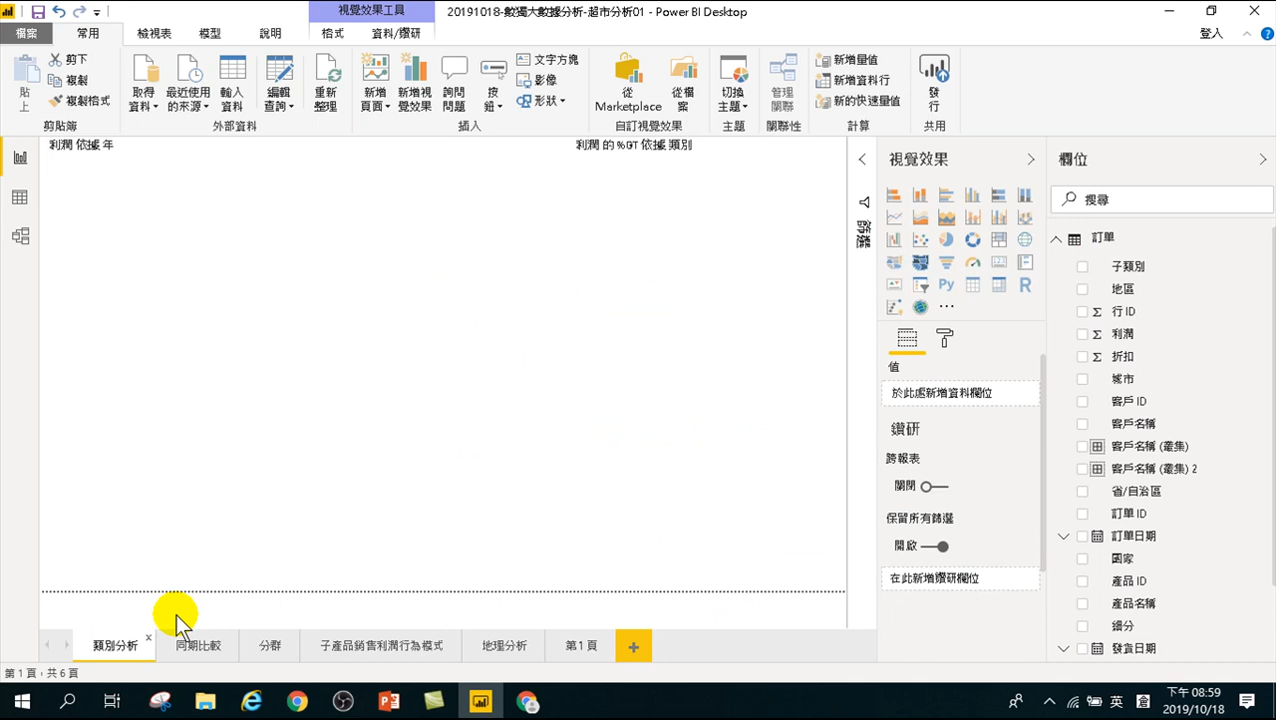 視覺效果工具
20191018-數獨大數據分析-超市分析01 - Power BI Desktop
檔案
常用
檢視表
模型
說明
格式
資料/鑽研
登入
貼上
剪下
複製
複製格式
剪貼簿
取得資料
最近使用的來源
輸入資料
編輯查詢
重新整理
外部資料
新增頁面
新增視覺效果
詢問問題
按鈕
文字方塊
影像
形狀
插入
從 Marketplace
從檔案
自訂視覺效果
切換主題
主題
管理關聯
關聯性
新增量值
新增資料行
新的快速量值
計算
發行
共用
利潤 依據 年
利潤 的 %GT 依據 類別
篩選
視覺效果
Py
R
值
於此處新增資料欄位
鑽研
跨報表
關閉
保留所有篩選
開啟
在此新增鑽研欄位
欄位
搜尋
訂單
子類別
地區
行 ID
利潤
折扣
城市
客戶 ID
客戶名稱
客戶名稱 (叢集)
客戶名稱 (叢集) 2
省/自治區
訂單 ID
訂單日期
國家
產品 ID
產品名稱
細分
發貨日期
類別分析
同期比較
分群
子產品銷售利潤行為模式
地理分析
第 1 頁
第 1 頁，共 6 頁
英
下午 08:59
2019/10/18